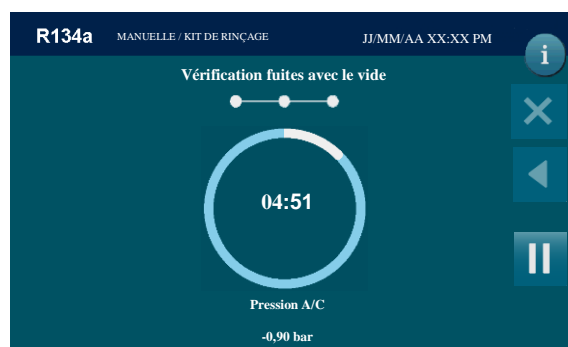 R134a MANUELLE / KIT DE RINÇAGE JJ/MM/AA XX:XX PM
i
Vérification fuites avec le vide
04:51
Pression A/C
-0,90 bar